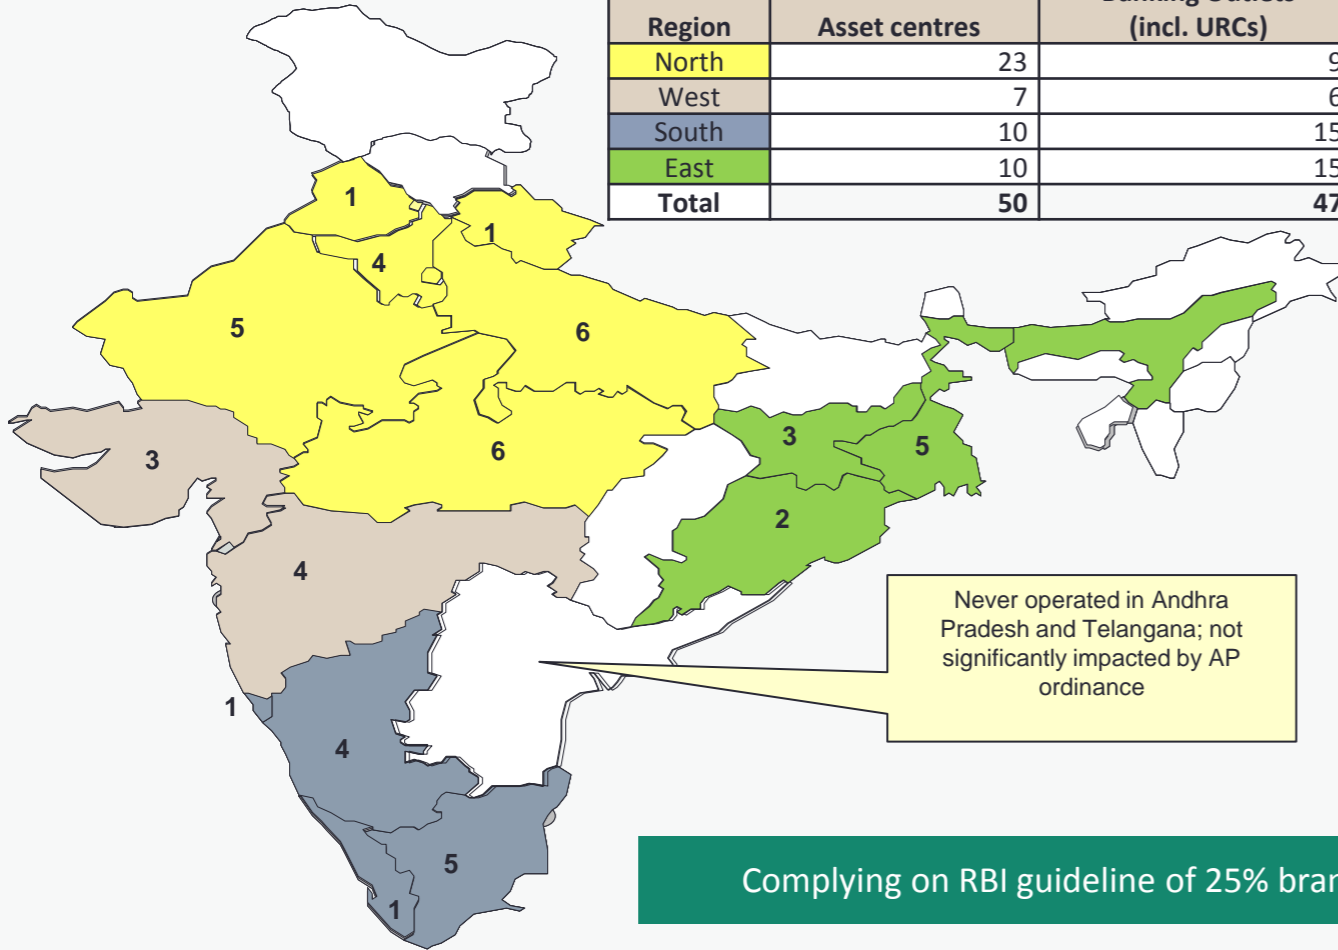 Region Asset centres (incl. URCs)
North 23
West 7
South 10
East 10
Total 50
1
1
4
5
6
3
6
3
5
2
4
Never operated in Andhra
Pradesh and Telangana; not
significantly impacted by AP
ordinance
1
4
5
1
Complying on RBI guideline of 25%